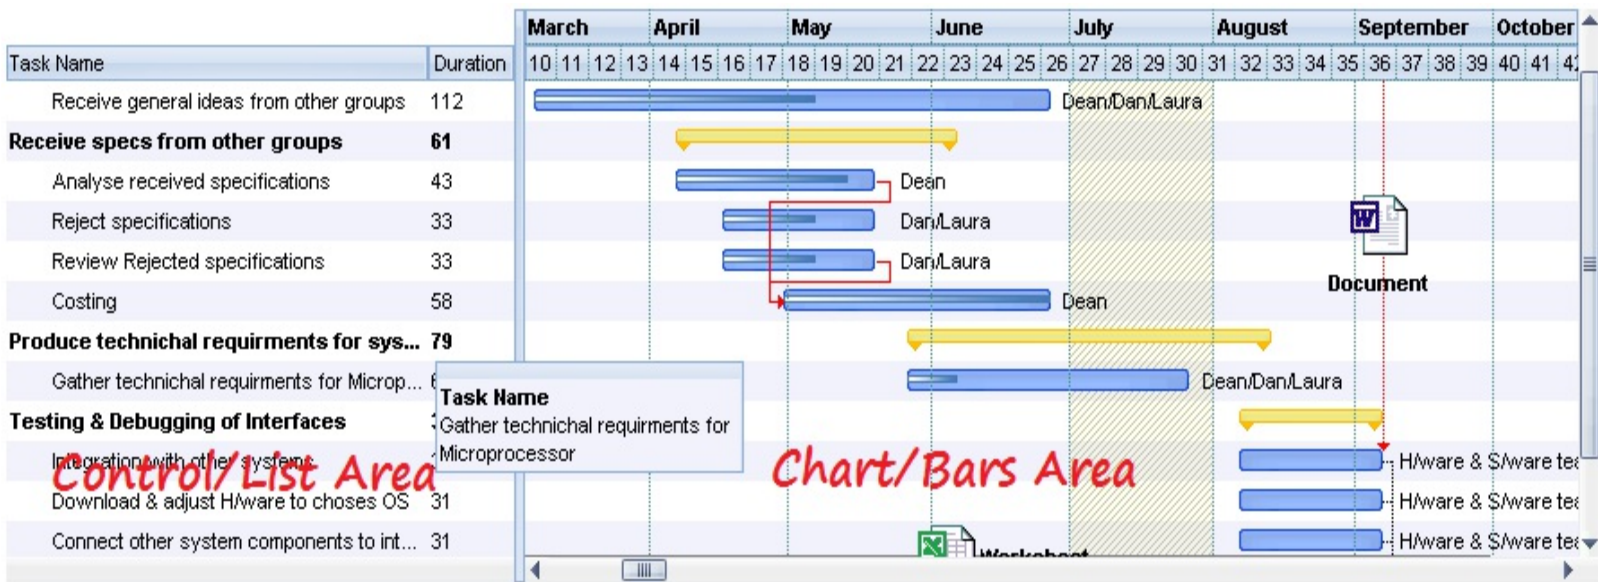 March April May June July August September October
Task Name Duration 10 11 12 13 14 15 16 17 18 19 20 21 22 23 24 25 26 27 28 29 30 31 32 33 34 35 36 37 38 39 40 41
Receive general ideas from other groups 112 Dean/Dan/Laura
Receive specs from other groups 61
Analyse received specifications 43 Dean
Reject specifications 33 Dan/Laura
Review Rejected specifications 33 Dan/Laura
Document
Costing 58 Dean
Produce technichal requirments for sys... 79
Gather technichal requirments for Microp... Dean/Dan/Laura
Task Name
Gather technichal requirments for
Microprocessor
Testing & Debugging of Interfaces
Integration with other systems H/ware & S/ware
Control/List Area Chart/Bars Area
Download & adjust H/ware to choses OS 31 H/ware & S/ware
Connect other system components to int... 31 H/ware & S/ware
Worksheet